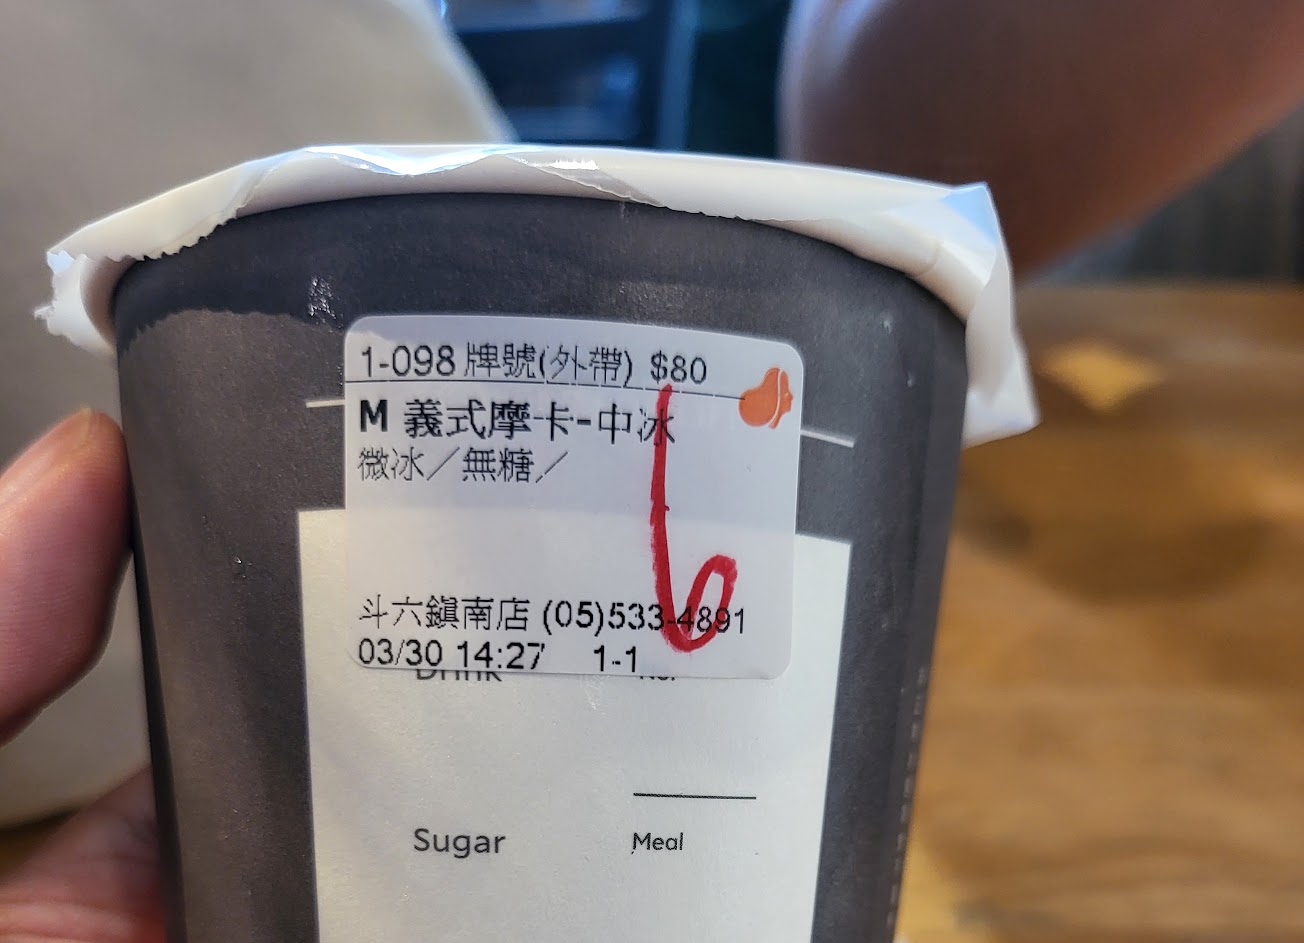 1-098 牌號(外帶) $80
M 義式摩卡-中冰
微冰／無糖／
6
斗六鎮南店 (05)533-4891
03/30 14:27 1-1
Drink
Sugar
Meal